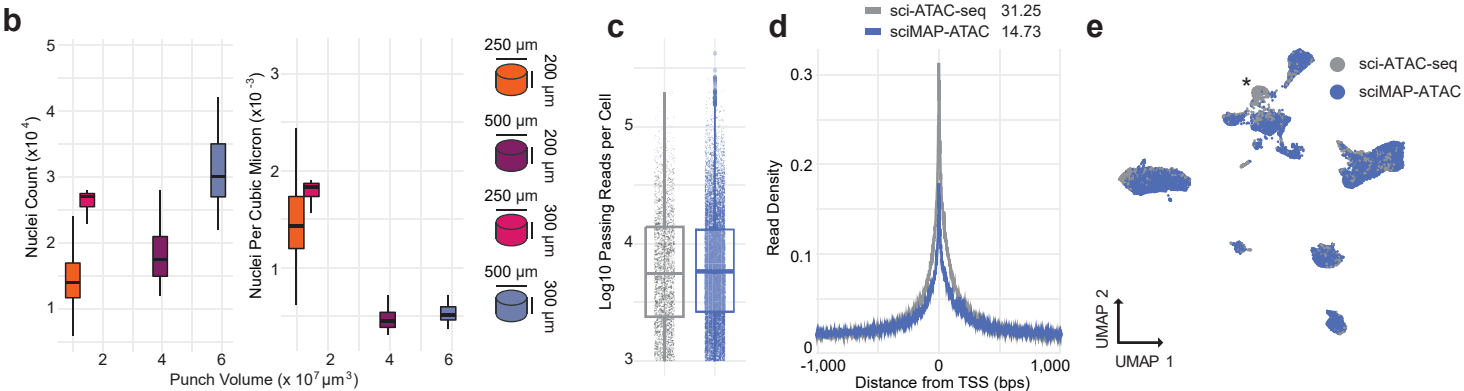 b
Nuclei Count (x10⁴)
5
4
3
2
1
2 4 6
Nuclei Per Cubic Micron (x10⁻³)
3
2
1
2 4 6
Punch Volume (x 10⁷µm³)
250 µm
200 µm
500 µm
200 µm
250 µm
300 µm
500 µm
300 µm
c
Log10 Passing Reads per Cell
5
4
3
d
sci-ATAC-seq 31.25
sciMAP-ATAC 14.73
Read Density
0.3
0.2
0.1
0
-1,000 0 1,000
Distance from TSS (bps)
e
*
sci-ATAC-seq
sciMAP-ATAC
UMAP 2
UMAP 1